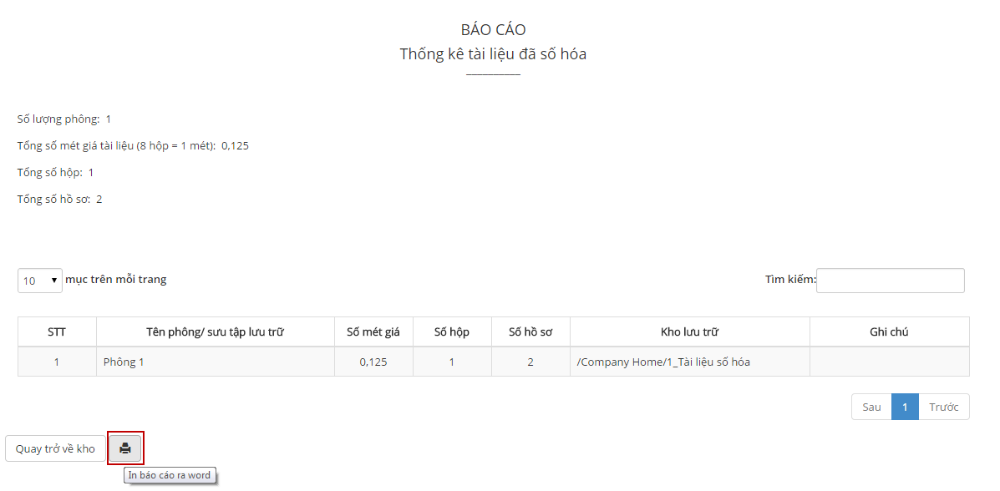 BÁO CÁO
Thống kê tài liệu đã số hóa
Số lượng phông: 1
Tổng số mét giá tài liệu (8 hộp = 1 mét): 0,125
Tổng số hộp: 1
Tổng số hồ sơ: 2
10 mục trên mỗi trang Tìm kiếm:
STT Tên phông/ sưu tập lưu trữ Số mét giá Số hộp Số hồ sơ Kho lưu trữ Ghi chú
1 Phông 1 0,125 1 2 /Company Home/1_Tài liệu số hóa
Sau 1 Trước
Quay trở về kho
In báo cáo ra word